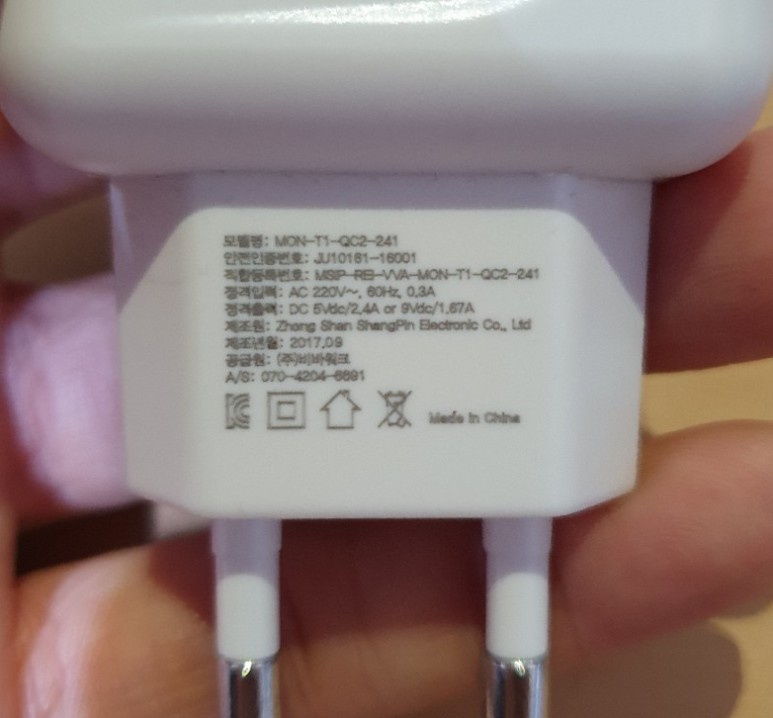 모델명: MON-T1-QC2-241
안전인증번호: JU10161-16001
적합등록번호: MSIP-REI-VVA-MON-T1-QC2-241
정격입력: AC 220V~, 60Hz, 0.3A
정격출력: DC 5Vdc/2.4A or 9Vdc/1.67A
제조원: Zhong Shan ShangPin Electronic Co., Ltd
제조년월: 2017.09
공급원: (주)비바워크
A/S: 070-4204-6691
Made in China